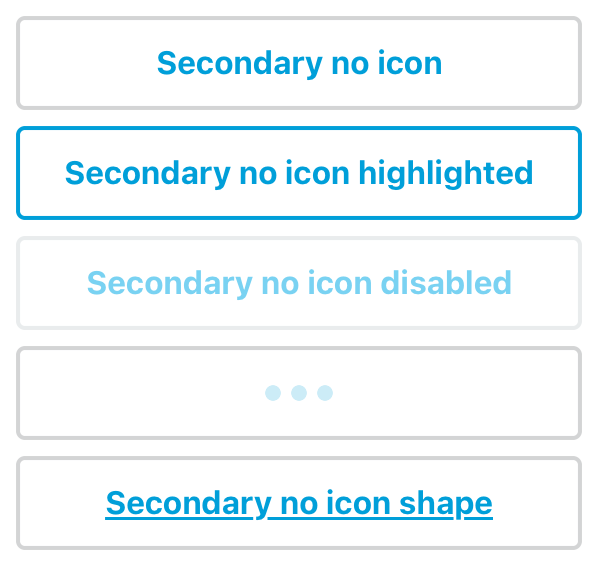 Secondary no icon
Secondary no icon highlighted
Secondary no icon disabled
Secondary no icon shape